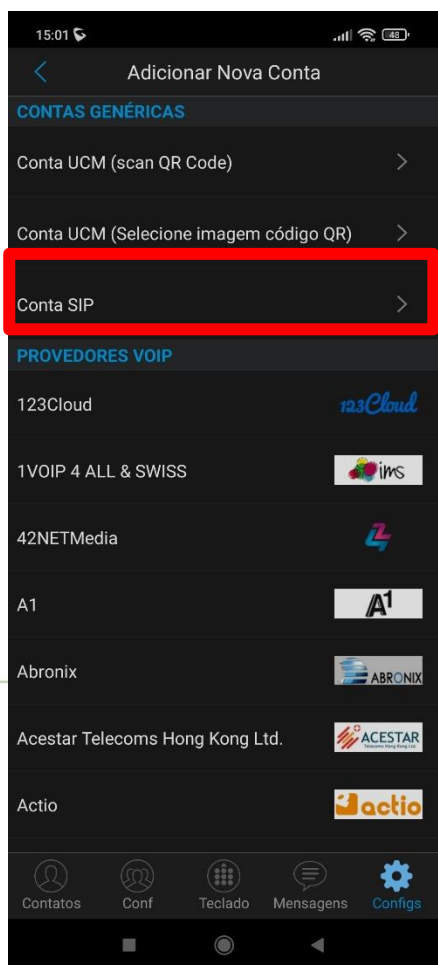 15:01
48
Adicionar Nova Conta
CONTAS GENÉRICAS
Conta UCM (scan QR Code)
Conta UCM (Selecione imagem código QR)
Conta SIP
PROVEDORES VOIP
123Cloud 123Cloud
1VOIP 4 ALL & SWISS ims
42NETMedia
A1 A1
Abronix ABRONIX
Acestar Telecoms Hong Kong Ltd. ACESTAR
Actio actio
Contatos Conf Teclado Mensagens Configs